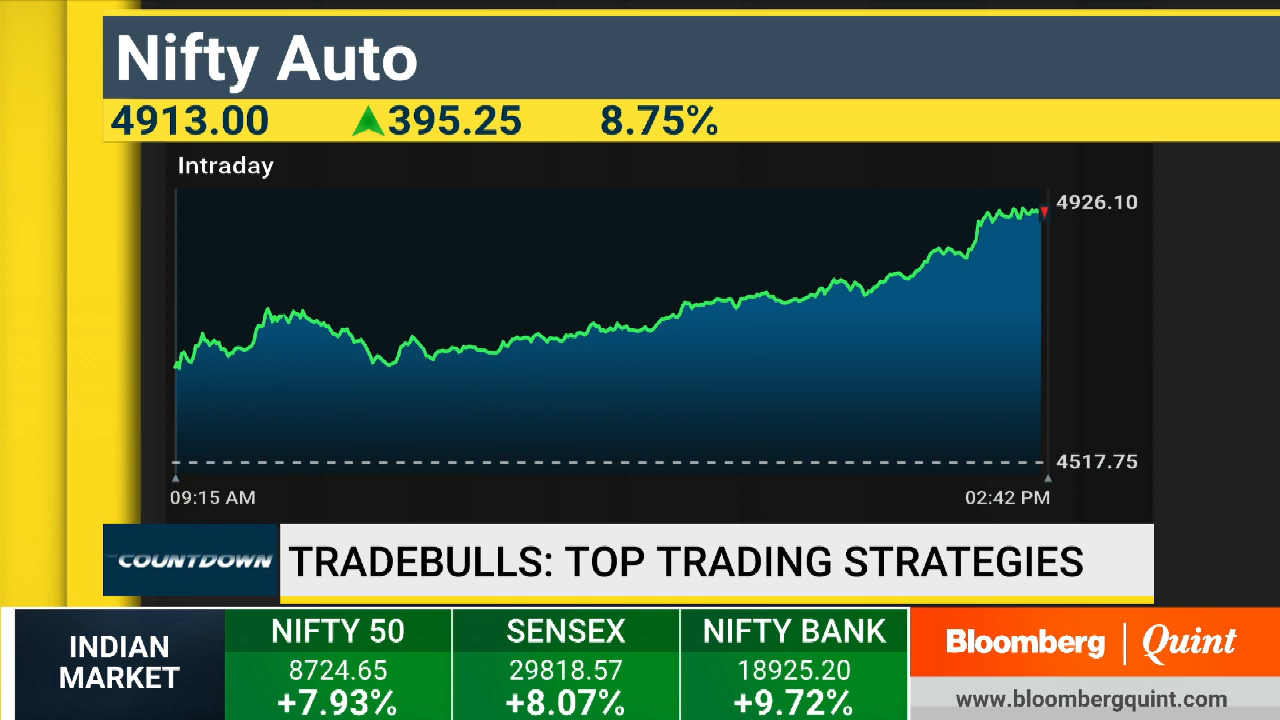 Nifty Auto
4913.00 ▲395.25 8.75%
Intraday
4926.10
4517.75
09:15 AM 02:42 PM
COUNTDOWN TRADEBULLS: TOP TRADING STRATEGIES
INDIAN MARKET
NIFTY 50
8724.65
+7.93%
SENSEX
29818.57
+8.07%
NIFTY BANK
18925.20
+9.72%
Bloomberg | Quint
www.bloombergquint.com